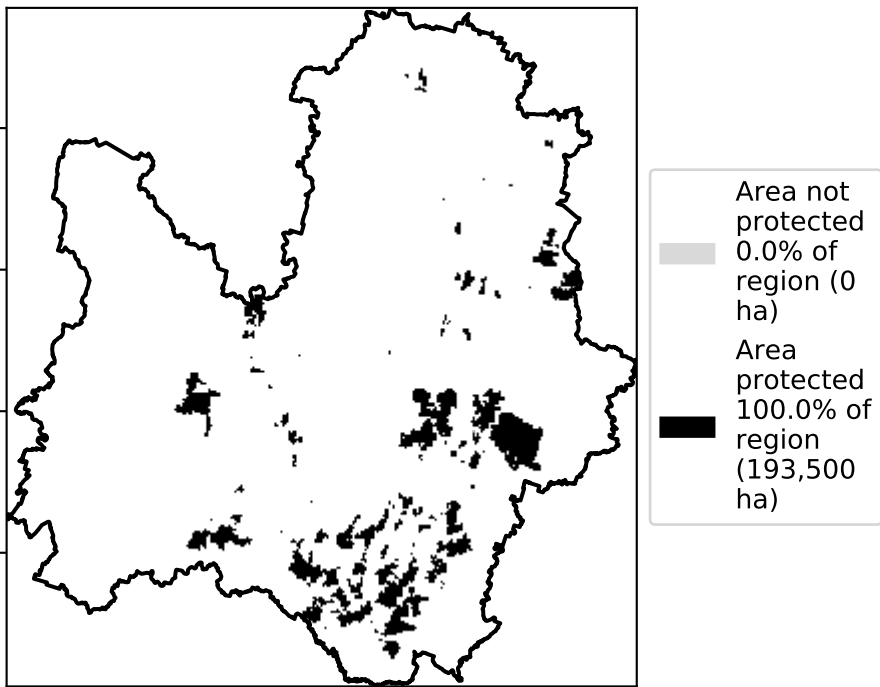 Area not
protected
0.0% of
region (0
ha)
Area
protected
100.0% of
region
(193,500
ha)